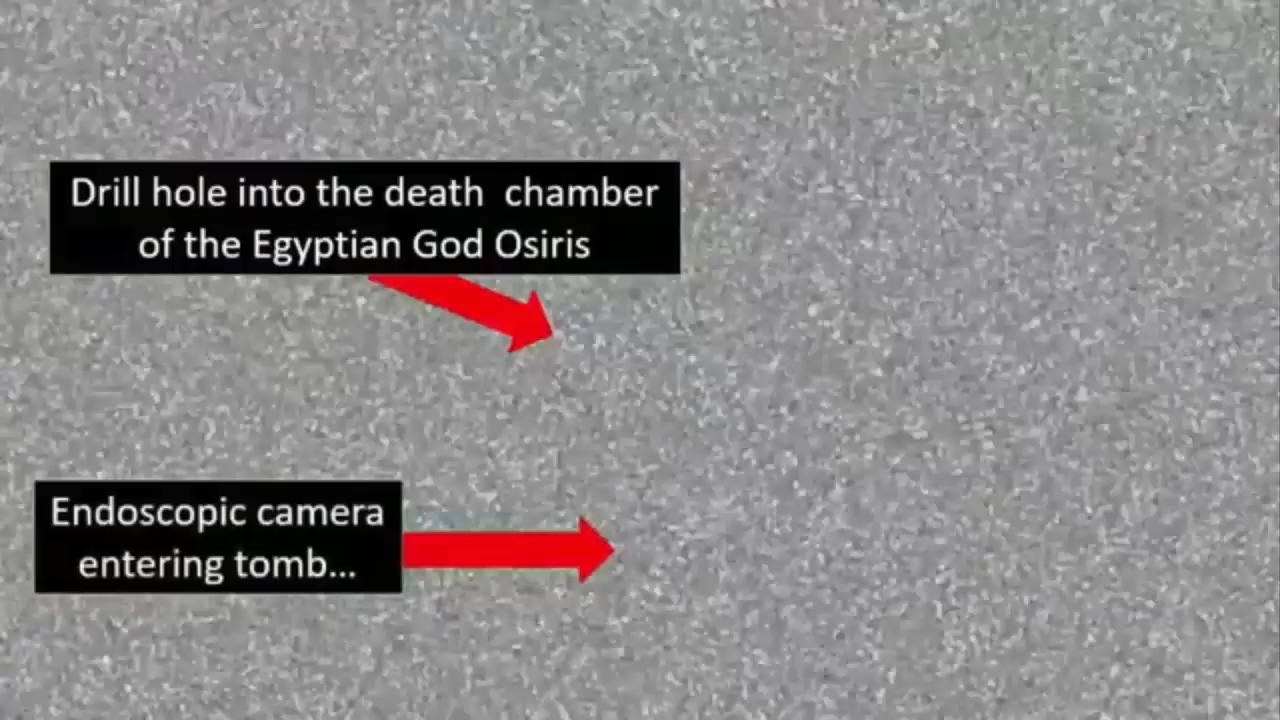 Drill hole into the death  chamber
of the Egyptian God Osiris
Endoscopic camera
entering tomb...